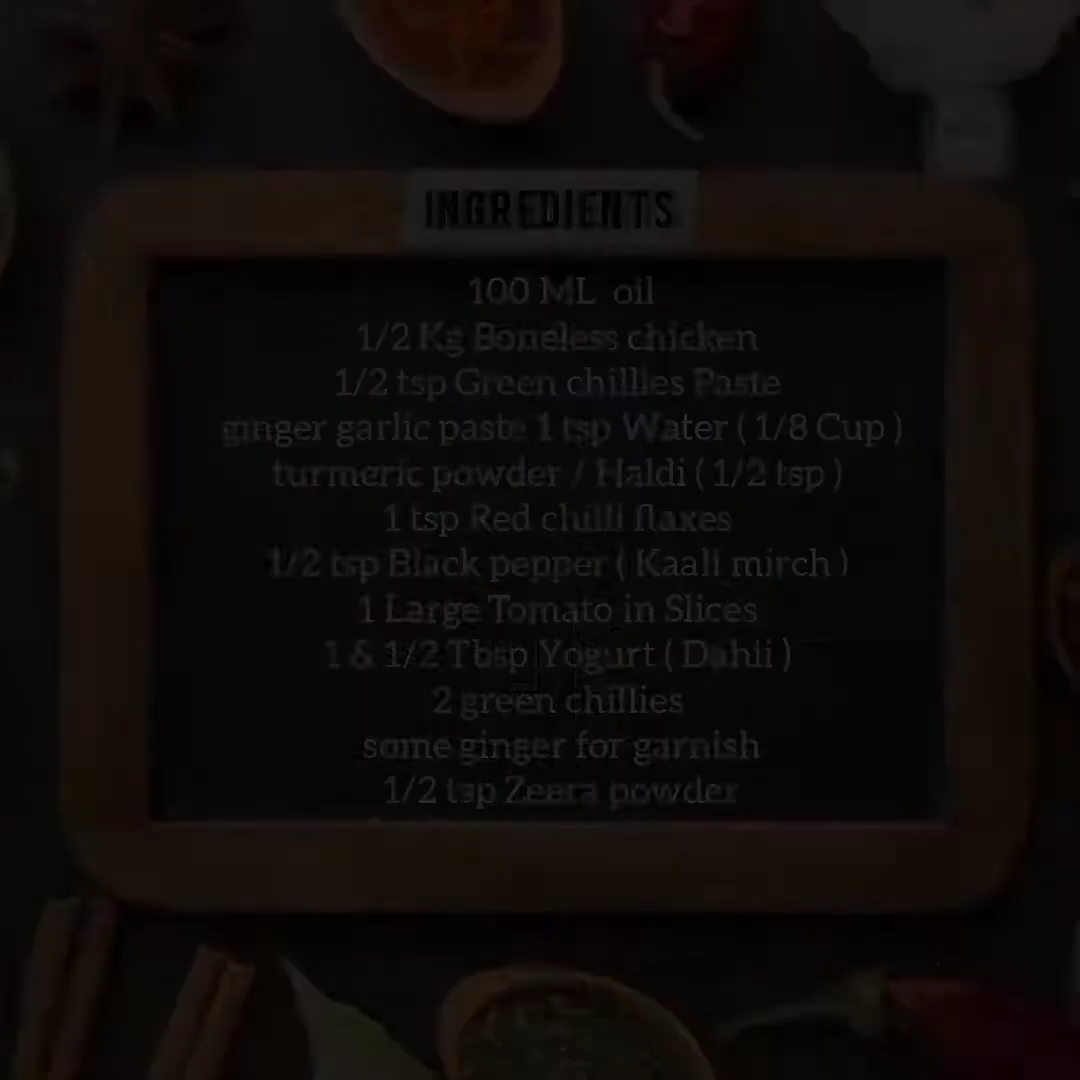 INGREDIENTS
100 ML oil
1/2 Kg Boneless chicken
1/2 tsp Green chillies Paste
ginger garlic paste 1 tsp Water ( 1/8 Cup )
turmeric powder / Haldi ( 1/2 tsp )
1 tsp Red chilli flaxes
1/2 tsp Black pepper ( Kaali mirch )
1 Large Tomato in Slices
1 & 1/2 Tbsp Yogurt ( Dahli )
2 green chillies
some ginger for garnish
1/2 tsp Zeera powder